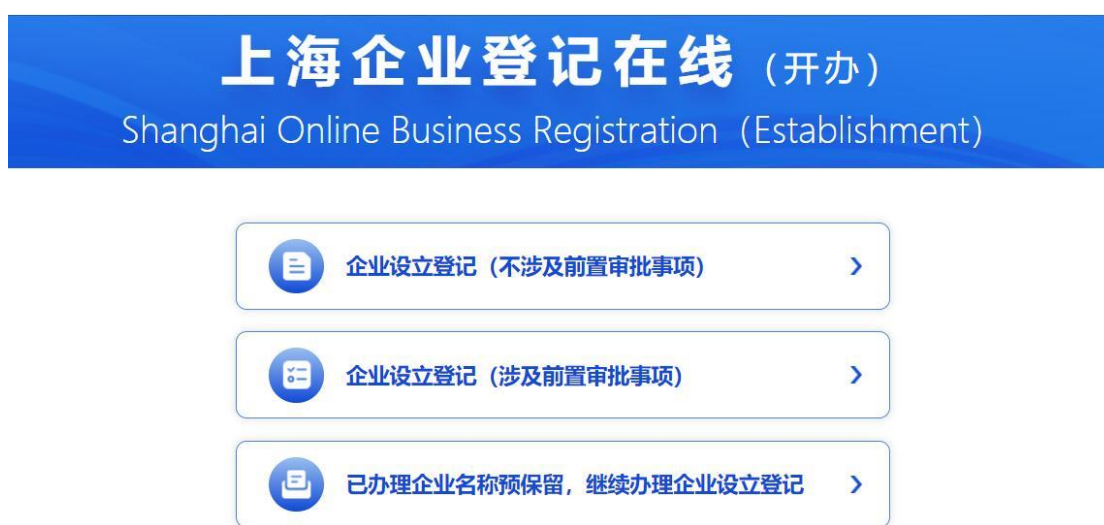 上海企业登记在线（开办）
Shanghai Online Business Registration（Establishment）
企业设立登记（不涉及前置审批事项）
企业设立登记（涉及前置审批事项）
已办理企业名称预保留，继续办理企业设立登记